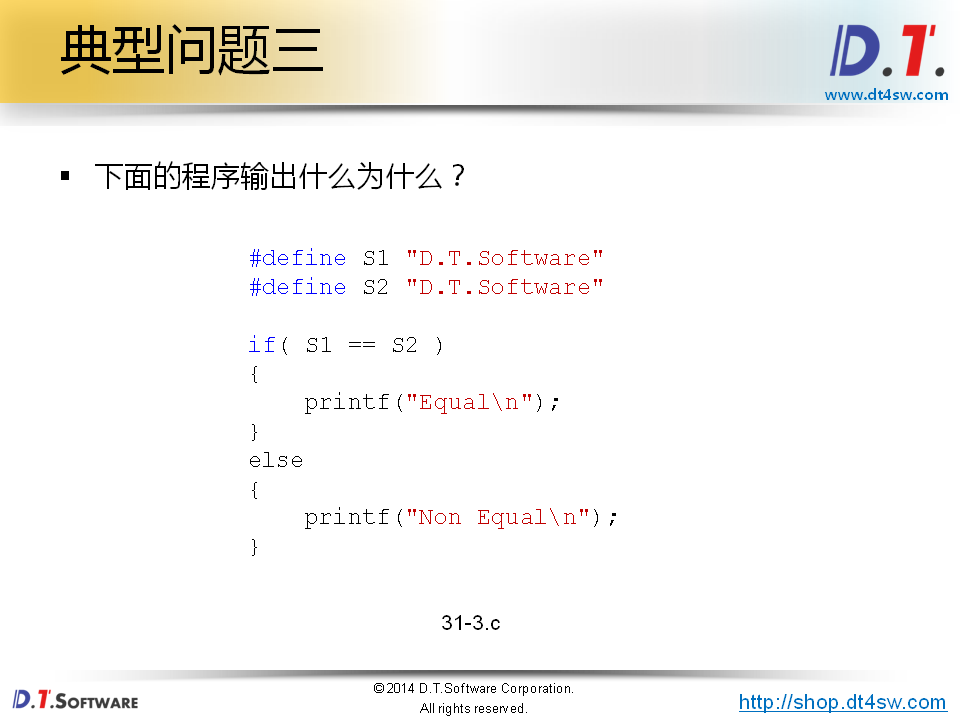 典型问题三
D.T.
www.dt4sw.com
▪ 下面的程序输出什么为什么？
#define S1 "D.T.Software"
#define S2 "D.T.Software"
if( S1 == S2 )
{
    printf("Equal\n");
}
else
{
    printf("Non Equal\n");
}
31-3.c
D.T.SOFTWARE
©2014 D.T.Software Corporation.
All rights reserved.
http://shop.dt4sw.com